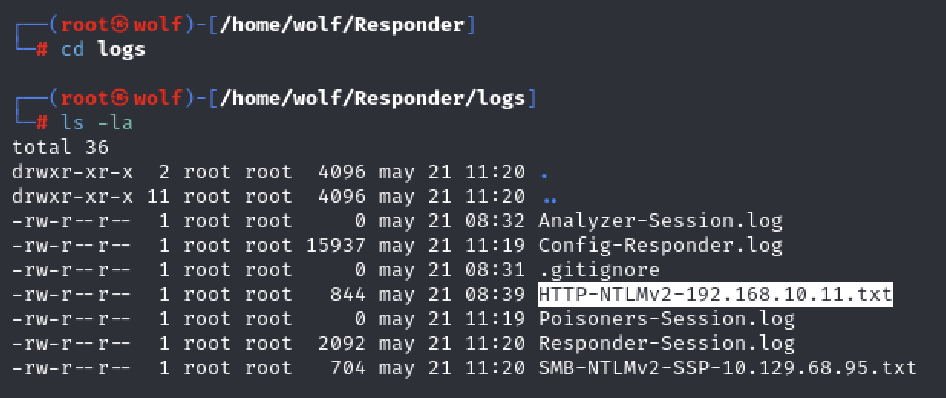 ┌──(root㉿wolf)-[/home/wolf/Responder]
└─# cd logs
┌──(root㉿wolf)-[/home/wolf/Responder/logs]
└─# ls -la
total 36
drwxr-xr-x  2 root root  4096 may 21 11:20 .
drwxr-xr-x 11 root root  4096 may 21 11:20 ..
-rw-r--r--  1 root root     0 may 21 08:32 Analyzer-Session.log
-rw-r--r--  1 root root 15937 may 21 11:19 Config-Responder.log
-rw-r--r--  1 root root     0 may 21 08:31 .gitignore
-rw-r--r--  1 root root   844 may 21 08:39 HTTP-NTLMv2-192.168.10.11.txt
-rw-r--r--  1 root root     0 may 21 11:19 Poisoners-Session.log
-rw-r--r--  1 root root  2092 may 21 11:20 Responder-Session.log
-rw-r--r--  1 root root   704 may 21 11:20 SMB-NTLMv2-SSP-10.129.68.95.txt